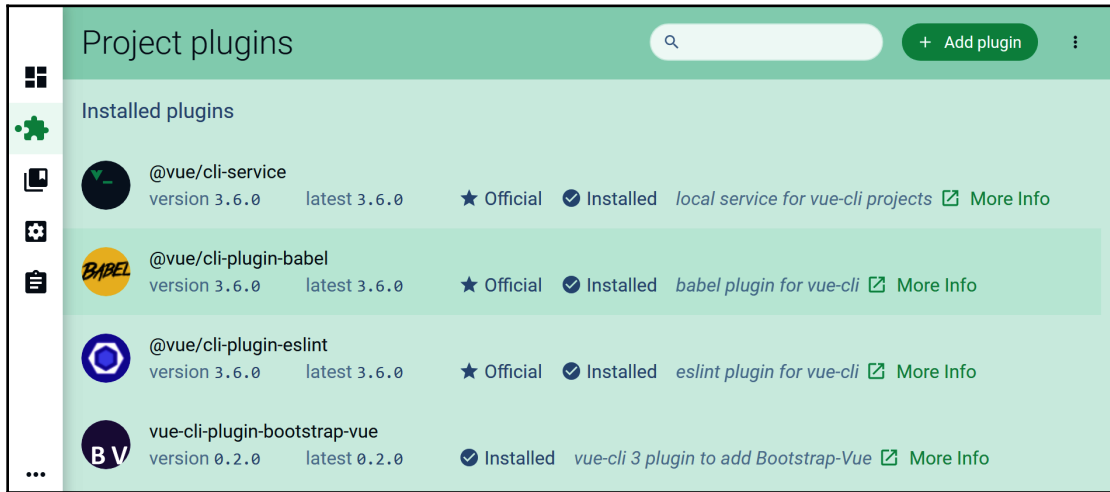 Project plugins
+ Add plugin
Installed plugins
@vue/cli-service
version 3.6.0 latest 3.6.0 Official Installed local service for vue-cli projects More Info
BABEL
@vue/cli-plugin-babel
version 3.6.0 latest 3.6.0 Official Installed babel plugin for vue-cli More Info
@vue/cli-plugin-eslint
version 3.6.0 latest 3.6.0 Official Installed eslint plugin for vue-cli More Info
B V
vue-cli-plugin-bootstrap-vue
version 0.2.0 latest 0.2.0 Installed vue-cli 3 plugin to add Bootstrap-Vue More Info